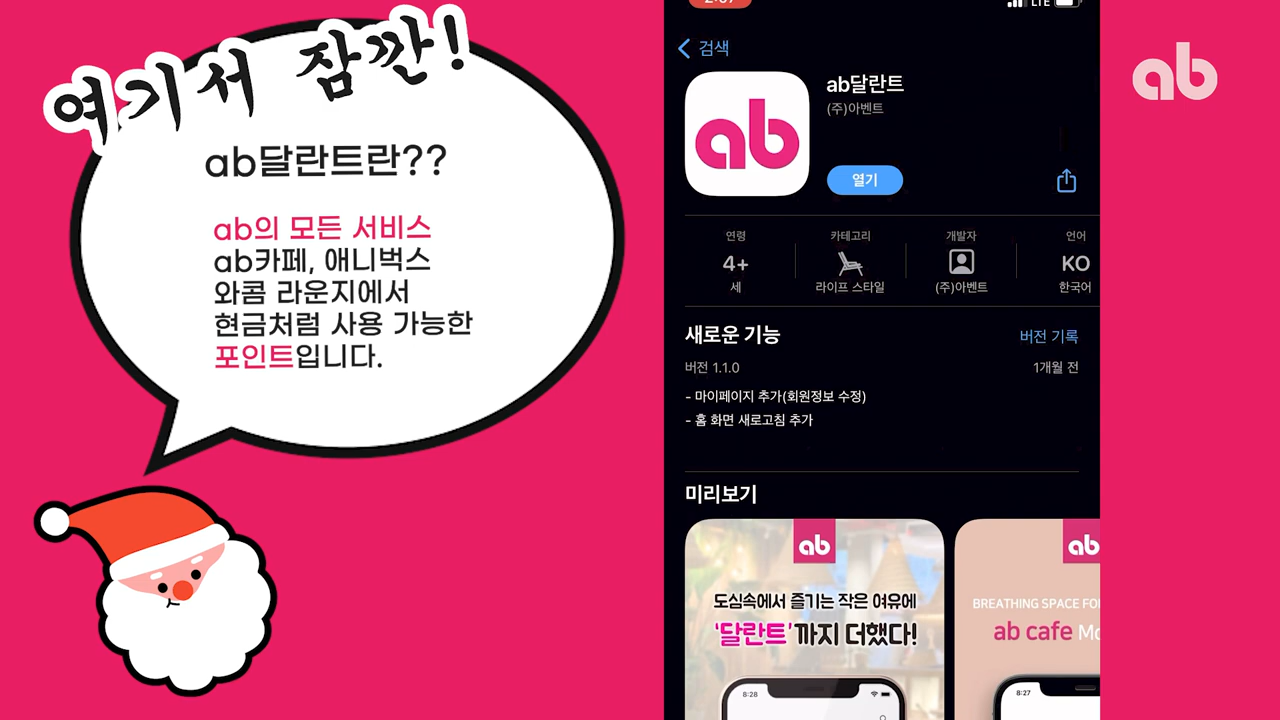 여기서 잠깐!
ab달란트란??
ab의 모든 서비스
ab카페, 애니벅스
와콤 라운지에서
현금처럼 사용 가능한
포인트입니다.
LTE
검색
ab
ab달란트
(주)아벤트
열기
연령
4+
세
카테고리
라이프 스타일
개발자
(주)아벤트
언어
KO
한국어
새로운 기능
버전 기록
버전 1.1.0
1개월 전
- 마이페이지 추가(회원정보 수정)
- 홈 화면 새로고침 추가
미리보기
ab
도심속에서 즐기는 작은 여유에
'달란트'까지 더했다!
8:28
ab
BREATHING SPACE
ab cafe
8:27
ab